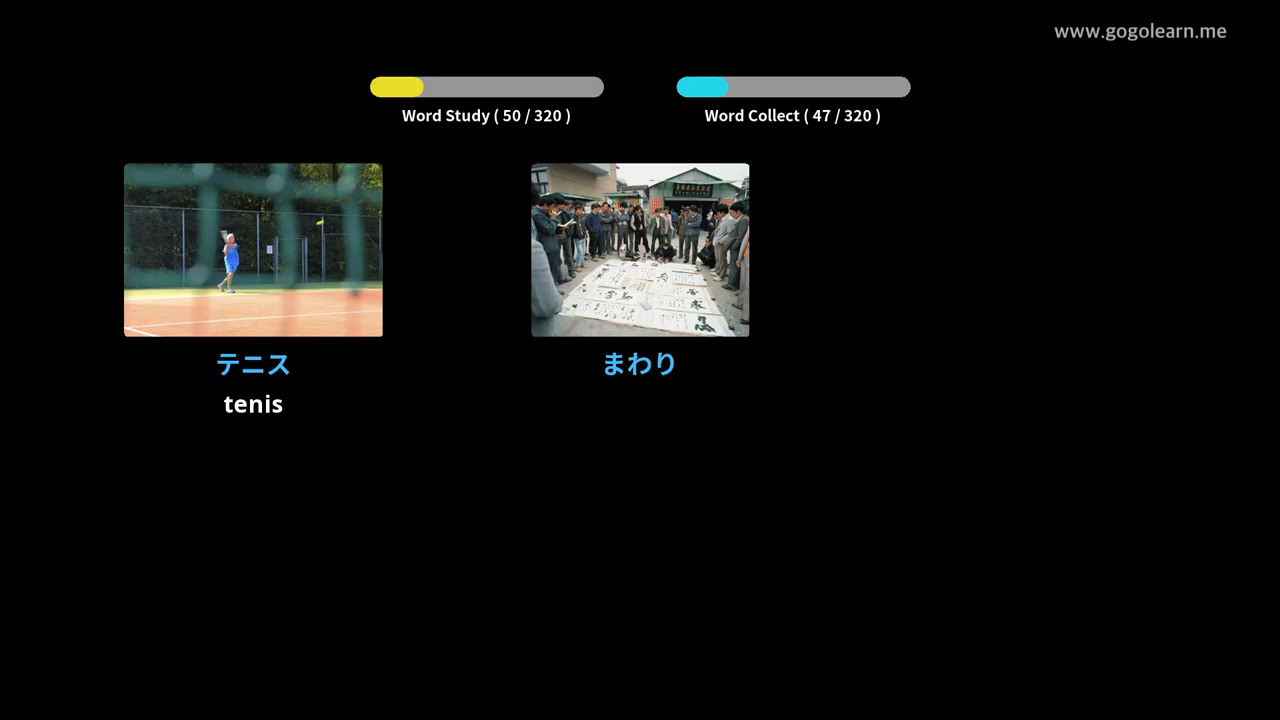 www.gogolearn.me
Word Study ( 50 / 320 )
Word Collect ( 47 / 320 )
テニス
まわり
tenis